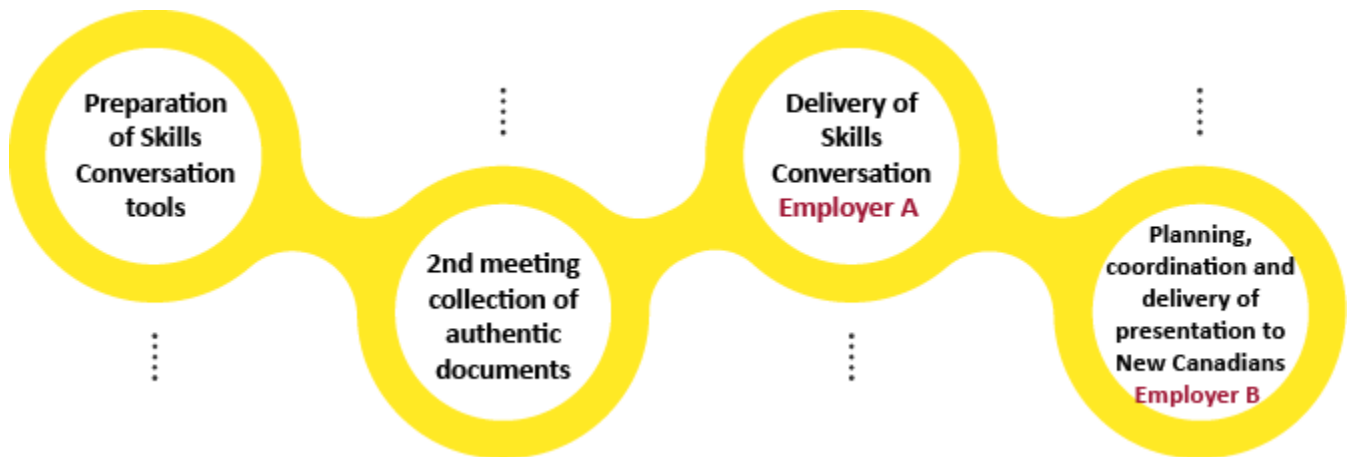 Preparation
of Skills
Conversation
tools
2nd meeting
collection of
authentic
documents
Delivery of
Skills
Conversation
Employer A
Planning,
coordination and
delivery of
presentation to
New Canadians
Employer B